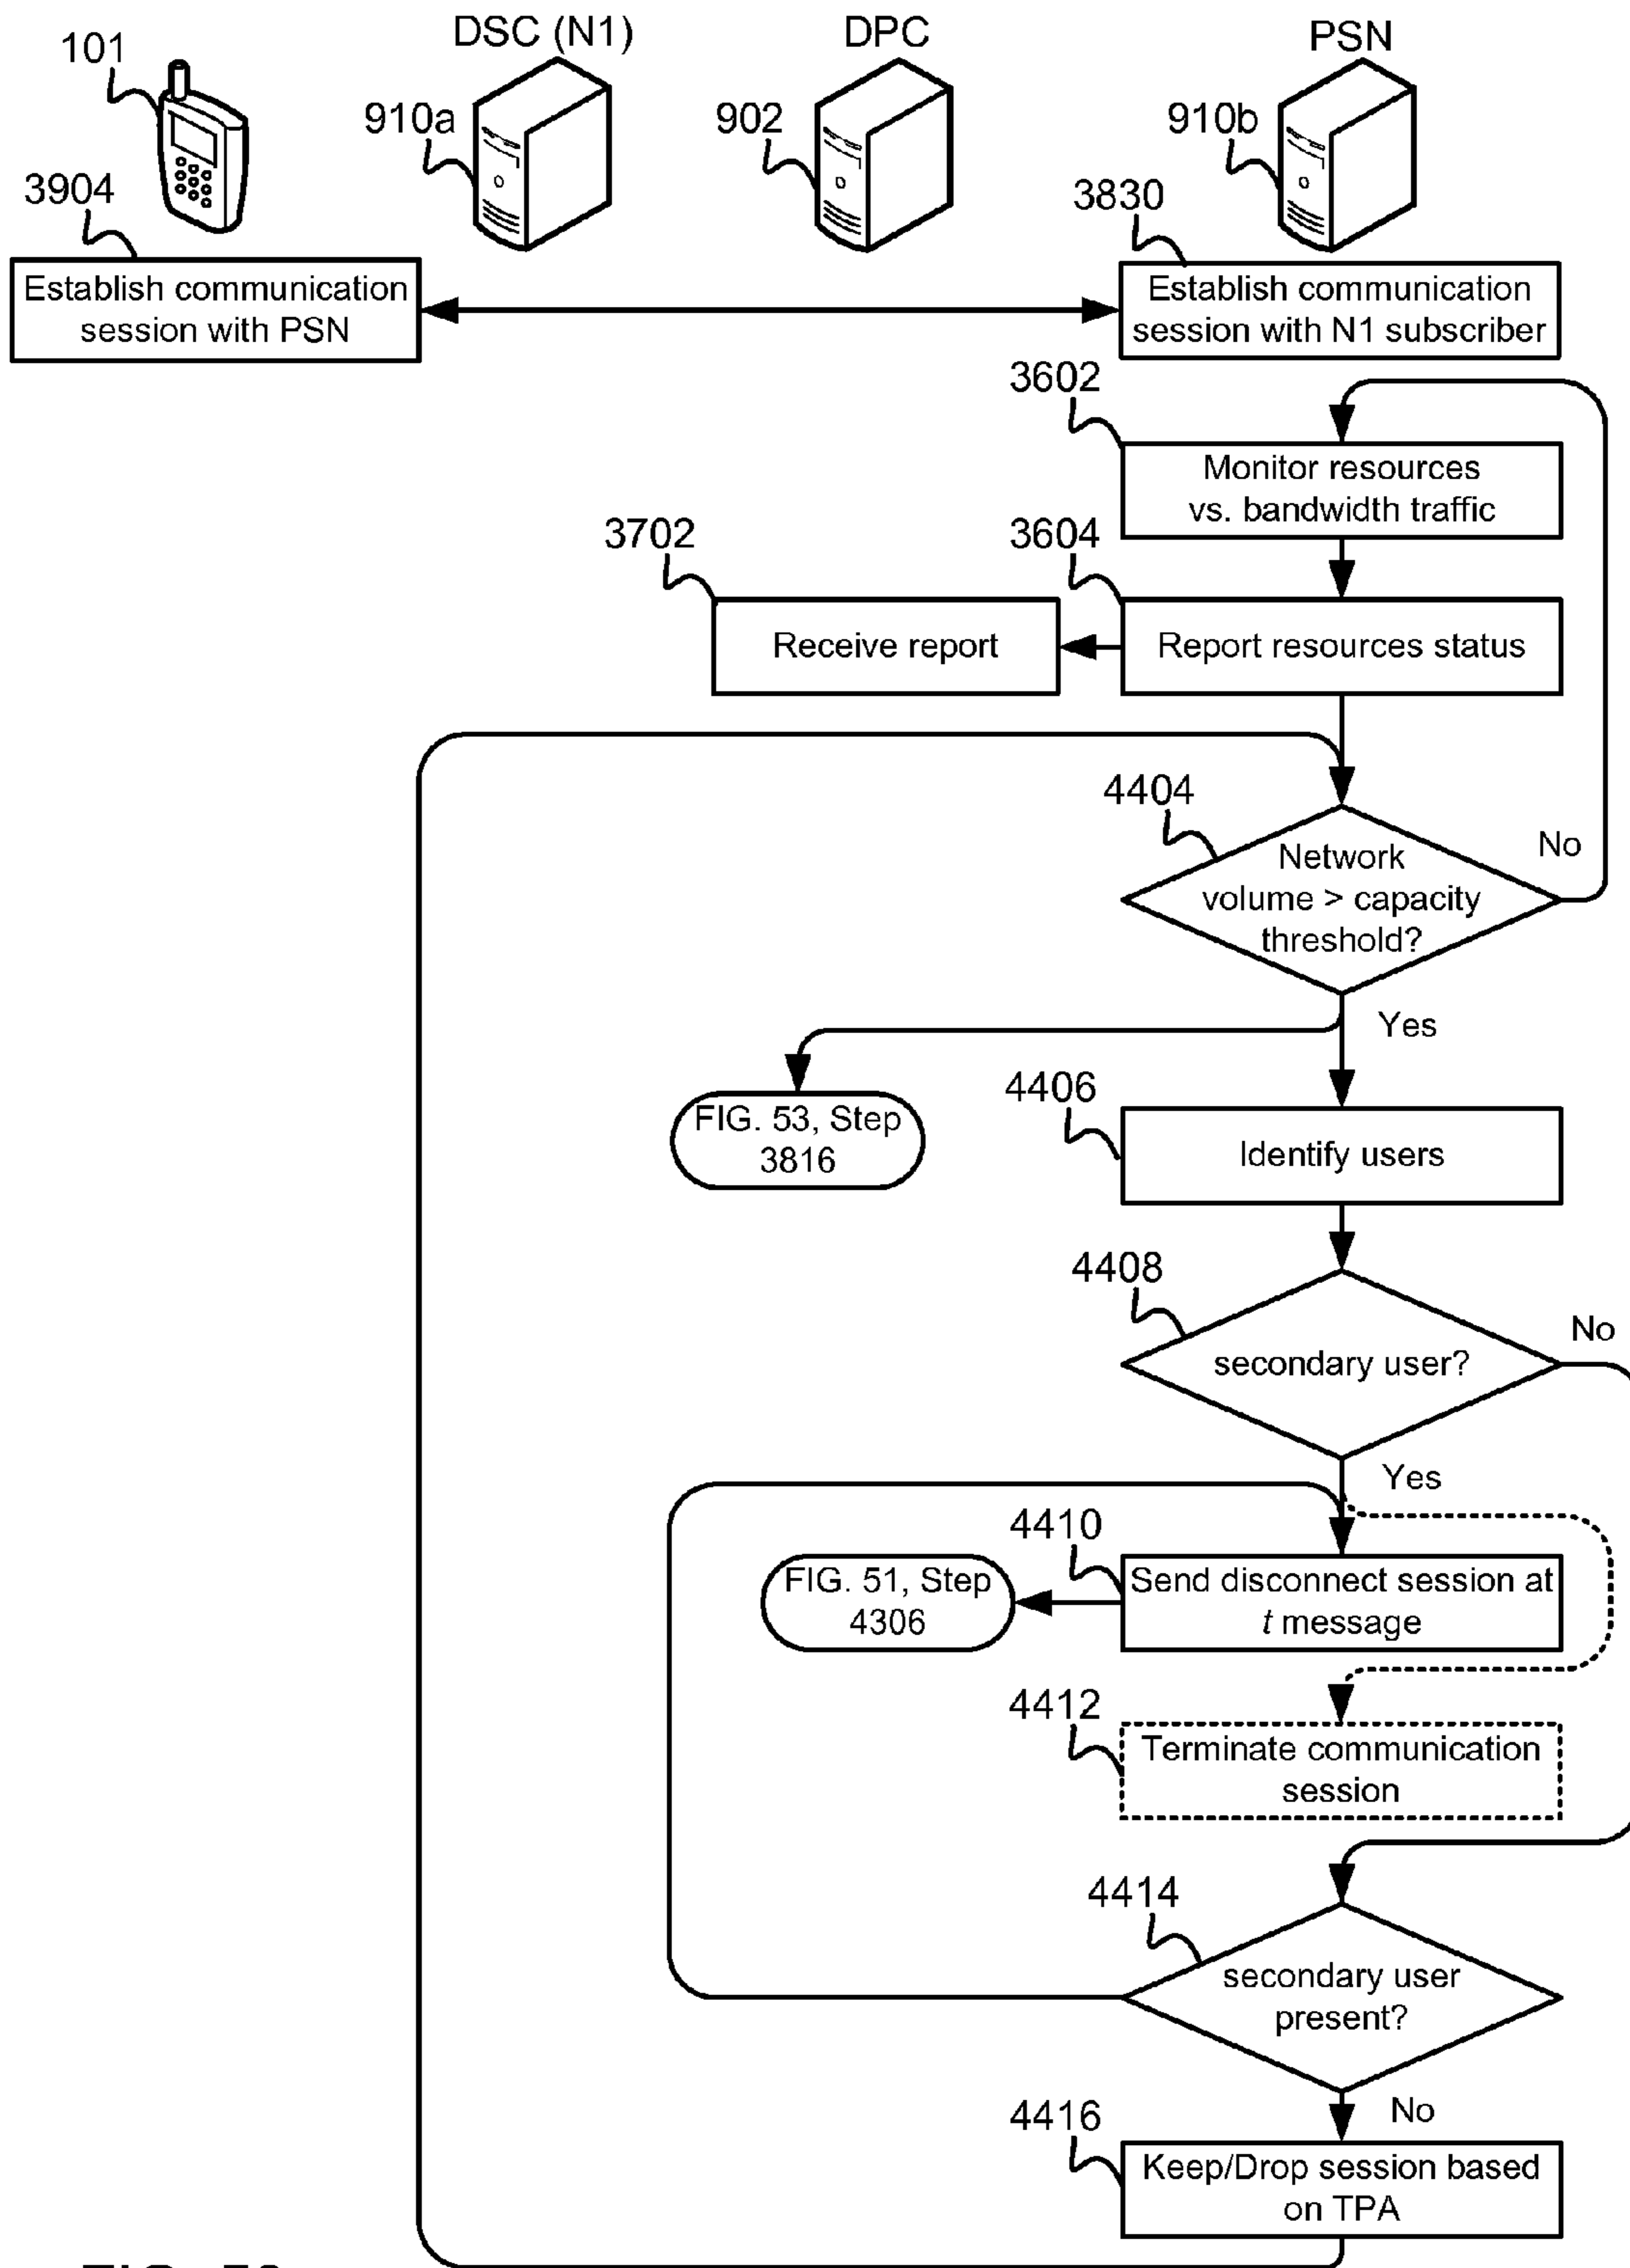 101
DSC (N1)
DPC
PSN
910a
902
910b
3904
3830
Establish communication
session with PSN
Establish communication
session with N1 subscriber
3602
Monitor resources
vs. bandwidth traffic
3702
3604
Receive report
Report resources status
4404
No
Network
volume > capacity
threshold?
Yes
FIG. 53, Step
3816
4406
Identify users
4408
No
secondary user?
Yes
4410
FIG. 51, Step
4306
Send disconnect session at
t message
4412
Terminate communication
session
4414
secondary user
present?
No
4416
Keep/Drop session based
on TPA